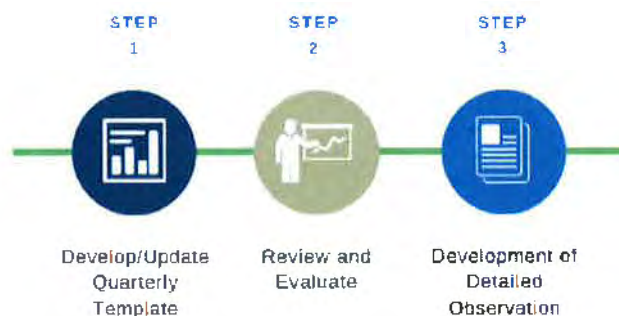 STEP
1
STEP
2
STEP
3
Develop/Update
Quarterly
Template
Review and
Evaluate
Development of
Detailed
Observation